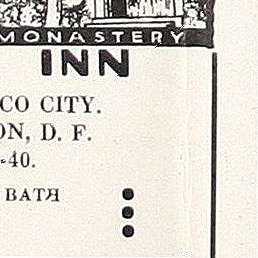 MONASTERY
INN
CO CITY.
ON, D. F.
-40.
BATH